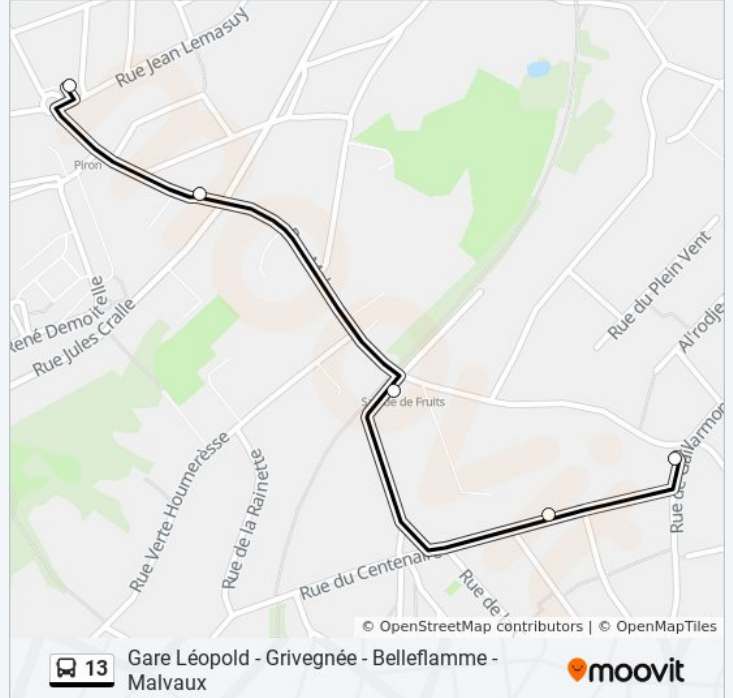 Rue Jean Lemasuy
Piron
René Demoitelle
Rue Jules Cralle
Rue du Plein Vent
Al'rodje
Salade de Fruits
Rue Verte Houmerèsse
Rue de la Rainette
Rue du Centenaire
Rue de
© OpenStreetMap contributors | © OpenMapTiles
13
Gare Léopold - Grivegnée - Belleflamme -
Malvaux
moovit